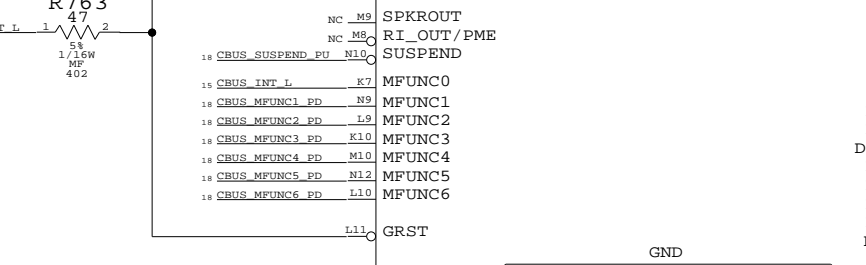 R763
47
1 2
5%
1/16W
MF
402
NC M9 SPKROUT
NC M8 RI_OUT/PME
18 CBUS_SUSPEND_PU N10 SUSPEND
15 CBUS_INT_L K7 MFUNC0
18 CBUS_MFUNC1_PD N9 MFUNC1
18 CBUS_MFUNC2_PD L9 MFUNC2
18 CBUS_MFUNC3_PD K10 MFUNC3
18 CBUS_MFUNC4_PD M10 MFUNC4
18 CBUS_MFUNC5_PD N12 MFUNC5
18 CBUS_MFUNC6_PD L10 MFUNC6
L11 GRST
GND
D